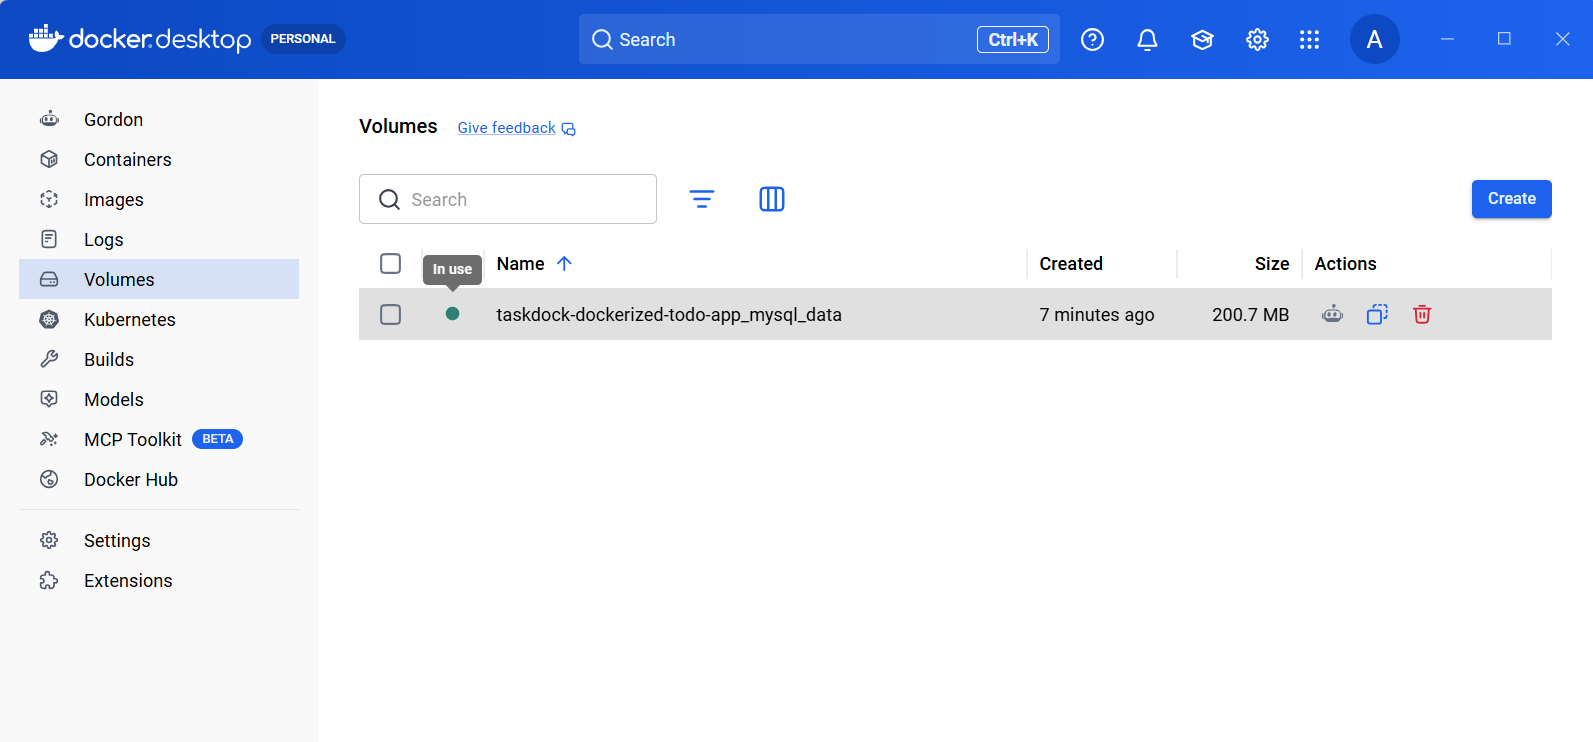 docker.desktop PERSONAL Search Ctrl+K A
Gordon
Containers
Images
Logs
Volumes
Kubernetes
Builds
Models
MCP Toolkit BETA
Docker Hub
Settings
Extensions
Volumes Give feedback
Search
Create
In use Name Created Size Actions
taskdock-dockerized-todo-app_mysql_data 7 minutes ago 200.7 MB